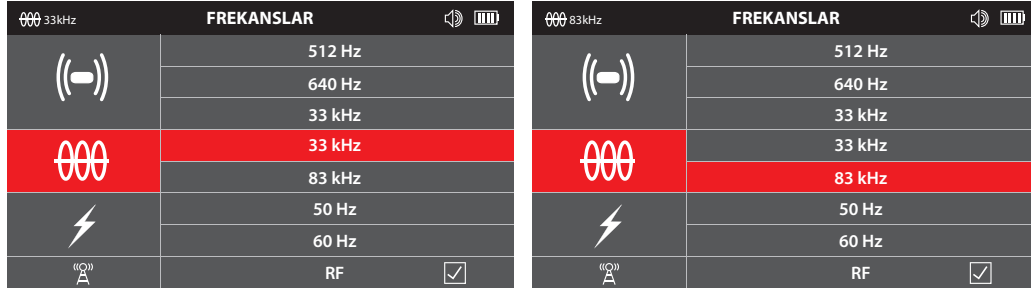 33kHz FREKANSLAR
512 Hz
640 Hz
33 kHz
33 kHz
83 kHz
50 Hz
60 Hz
RF
83kHz FREKANSLAR
512 Hz
640 Hz
33 kHz
33 kHz
83 kHz
50 Hz
60 Hz
RF